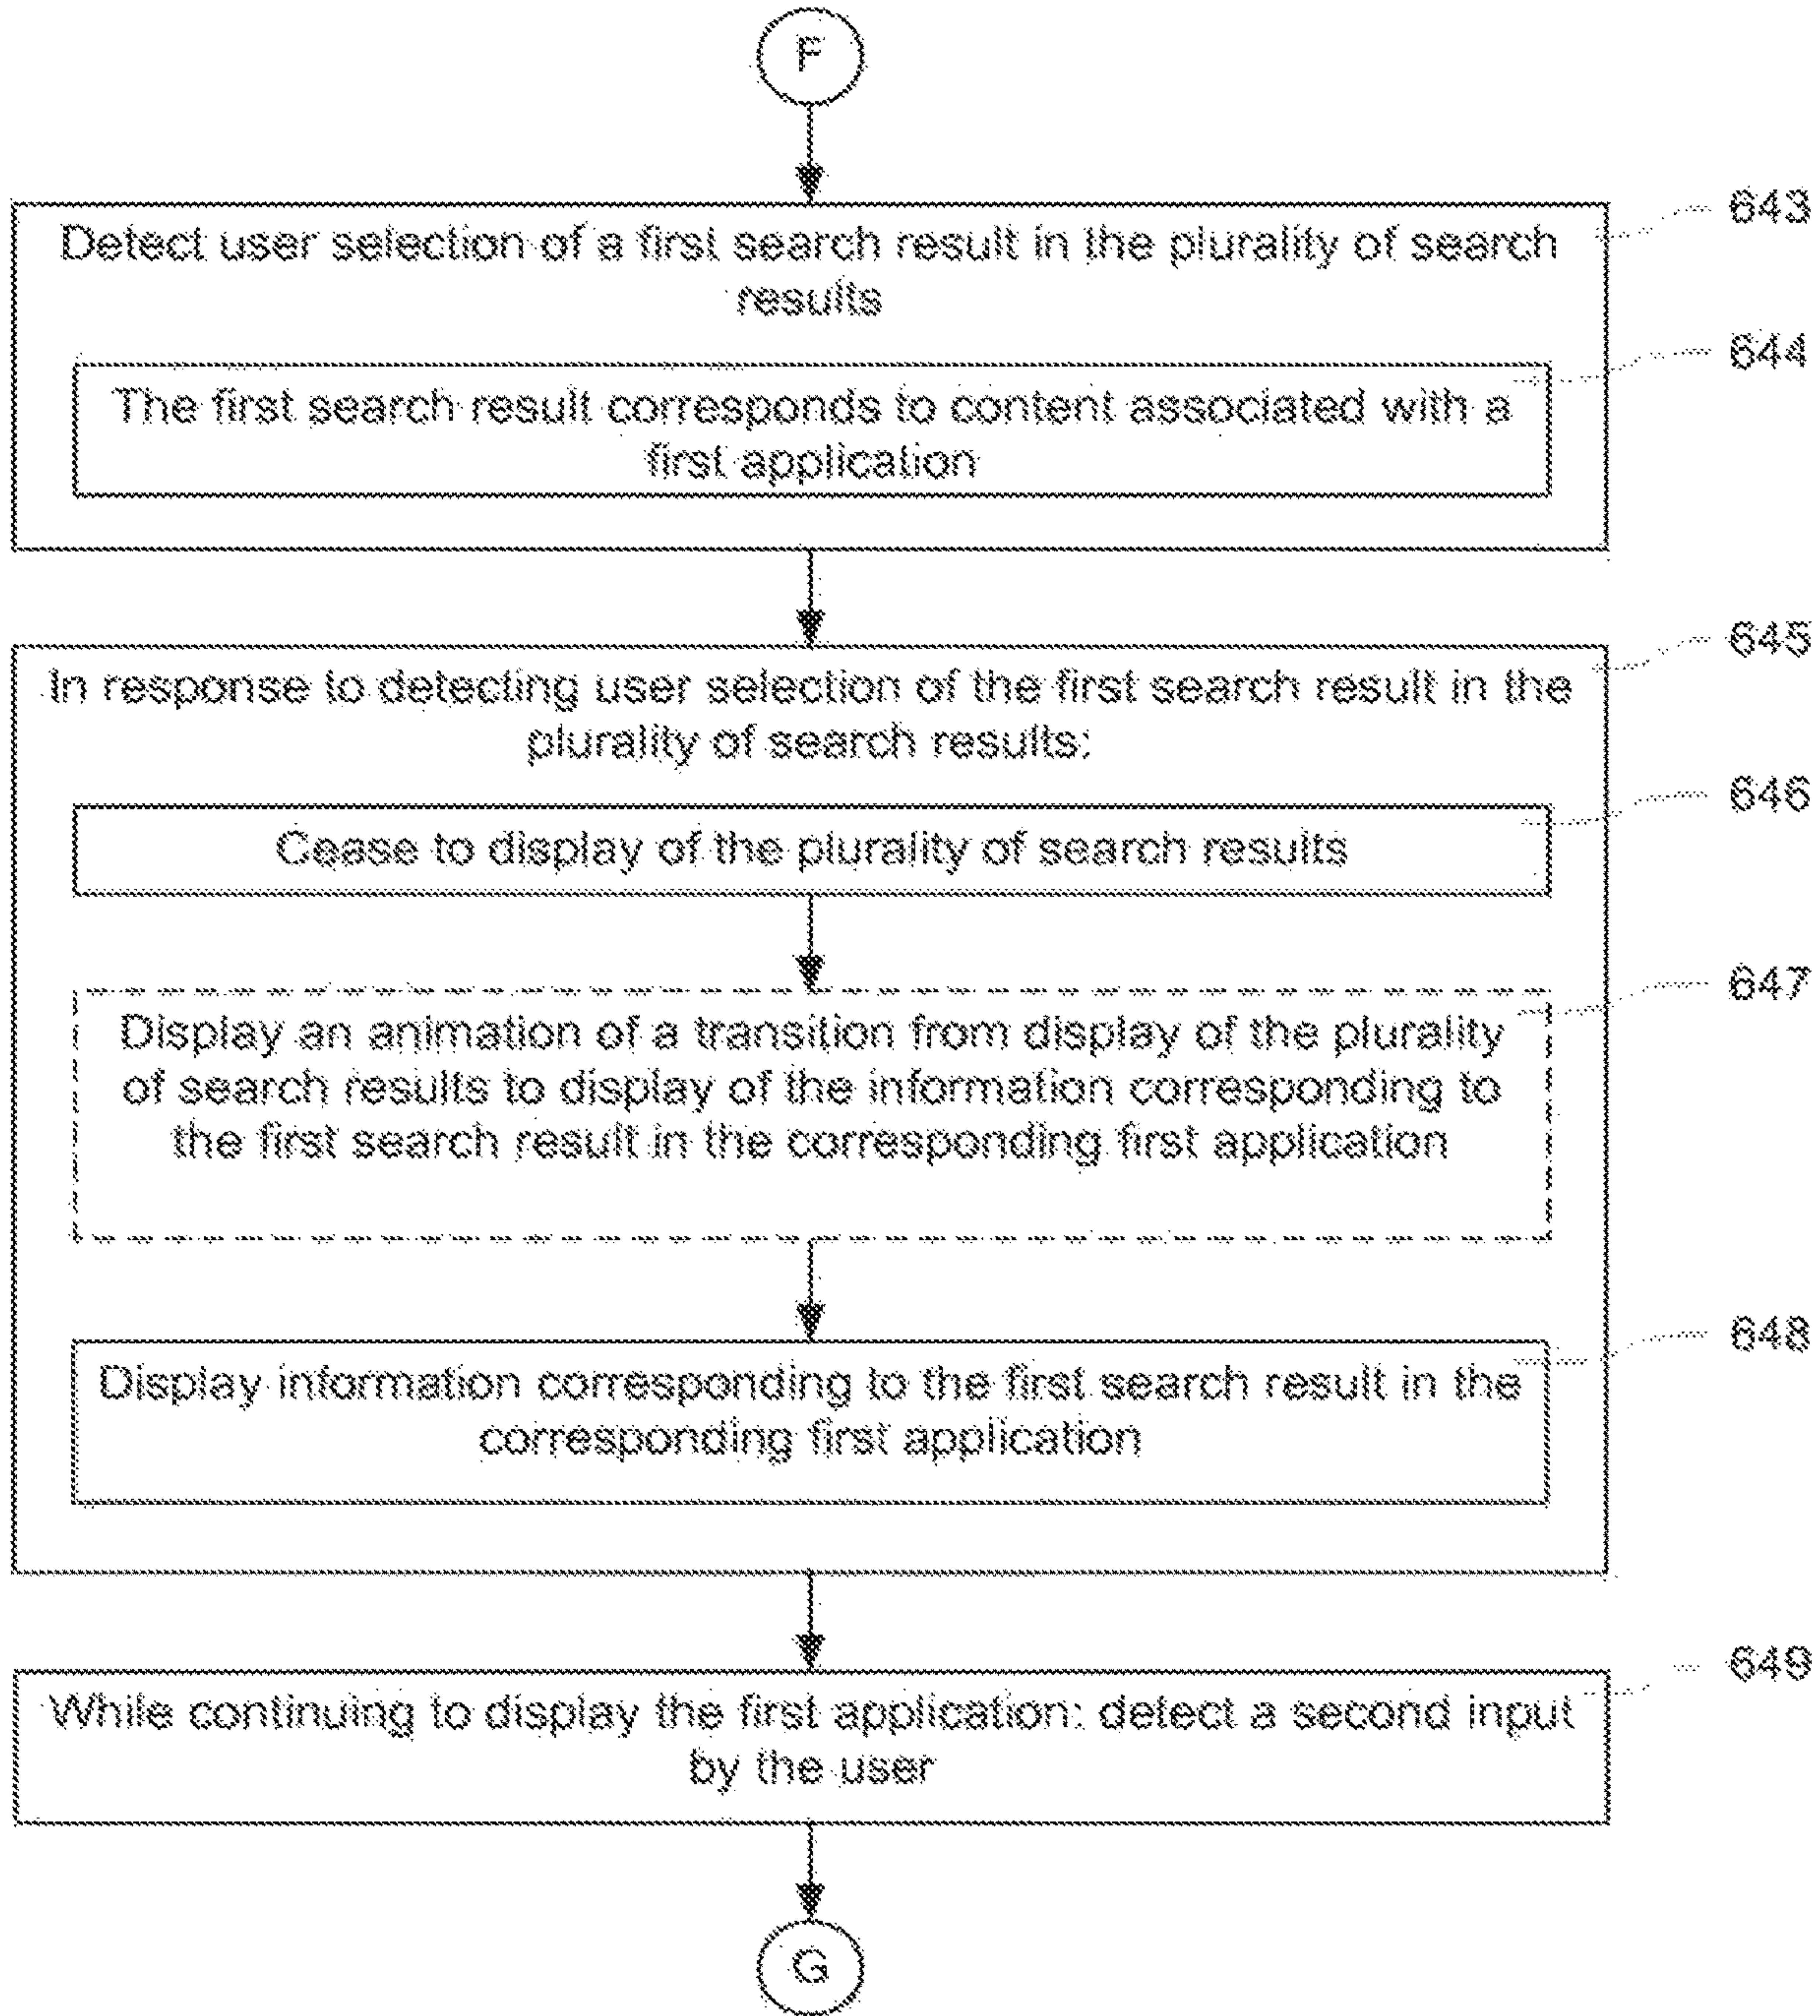 F
643
Detect user selection of a first search result in the plurality of search
results
644
The first search result corresponds to content associated with a
first application
645
In response to detecting user selection of the first search result in the
plurality of search results:
646
Cease to display of the plurality of search results
647
Display an animation of a transition from display of the plurality
of search results to display of the information corresponding to
the first search result in the corresponding first application
648
Display information corresponding to the first search result in the
corresponding first application
649
While continuing to display the first application: detect a second input
by the user
G